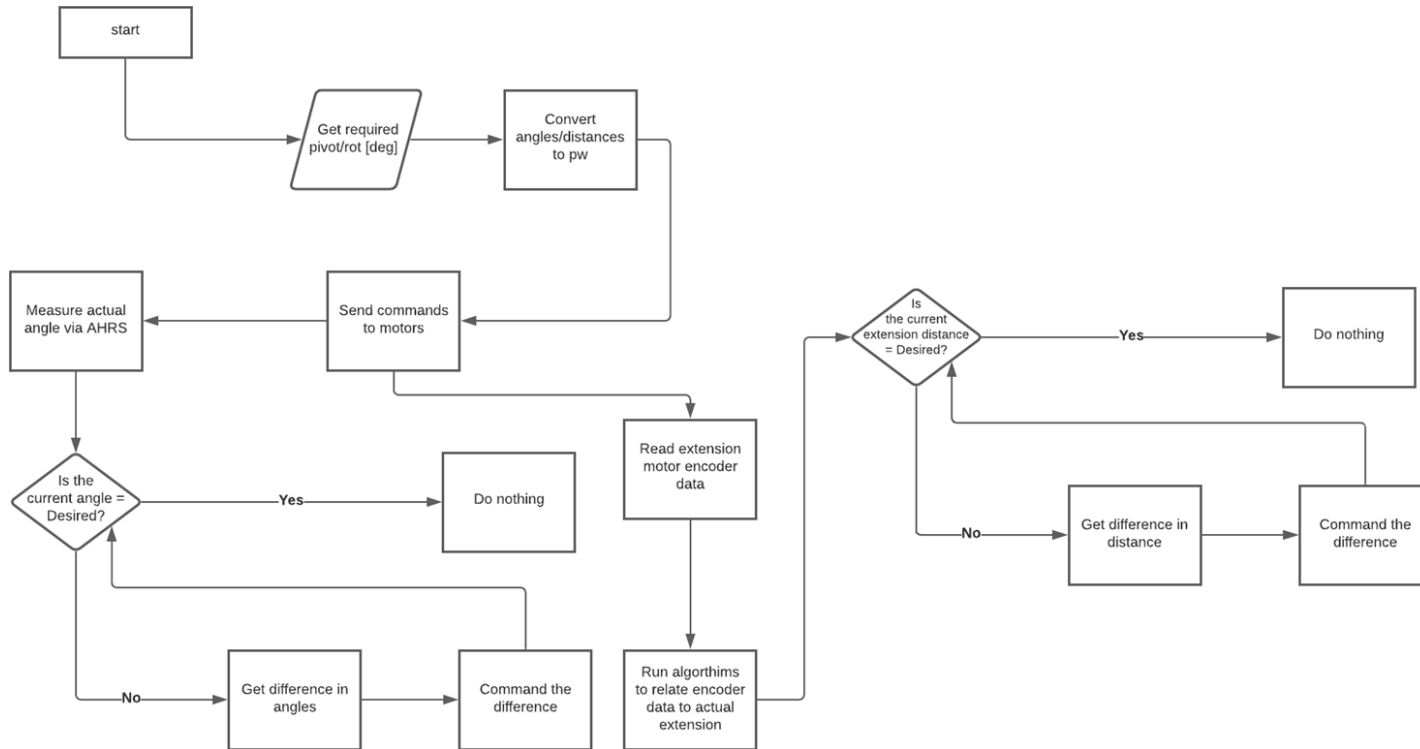 start
Get required
pivot/rot [deg]
Convert
angles/distances
to pw
Measure actual
angle via AHRS
Send commands
to motors
Is
the current
extension distance
= Desired?
Yes
Do nothing
Is the
current angle =
Desired?
Yes
Do nothing
Read extension
motor encoder
data
No
Get difference in
distance
Command the
difference
No
Get difference in
angles
Command the
difference
Run algorthims
to relate encoder
data to actual
extension